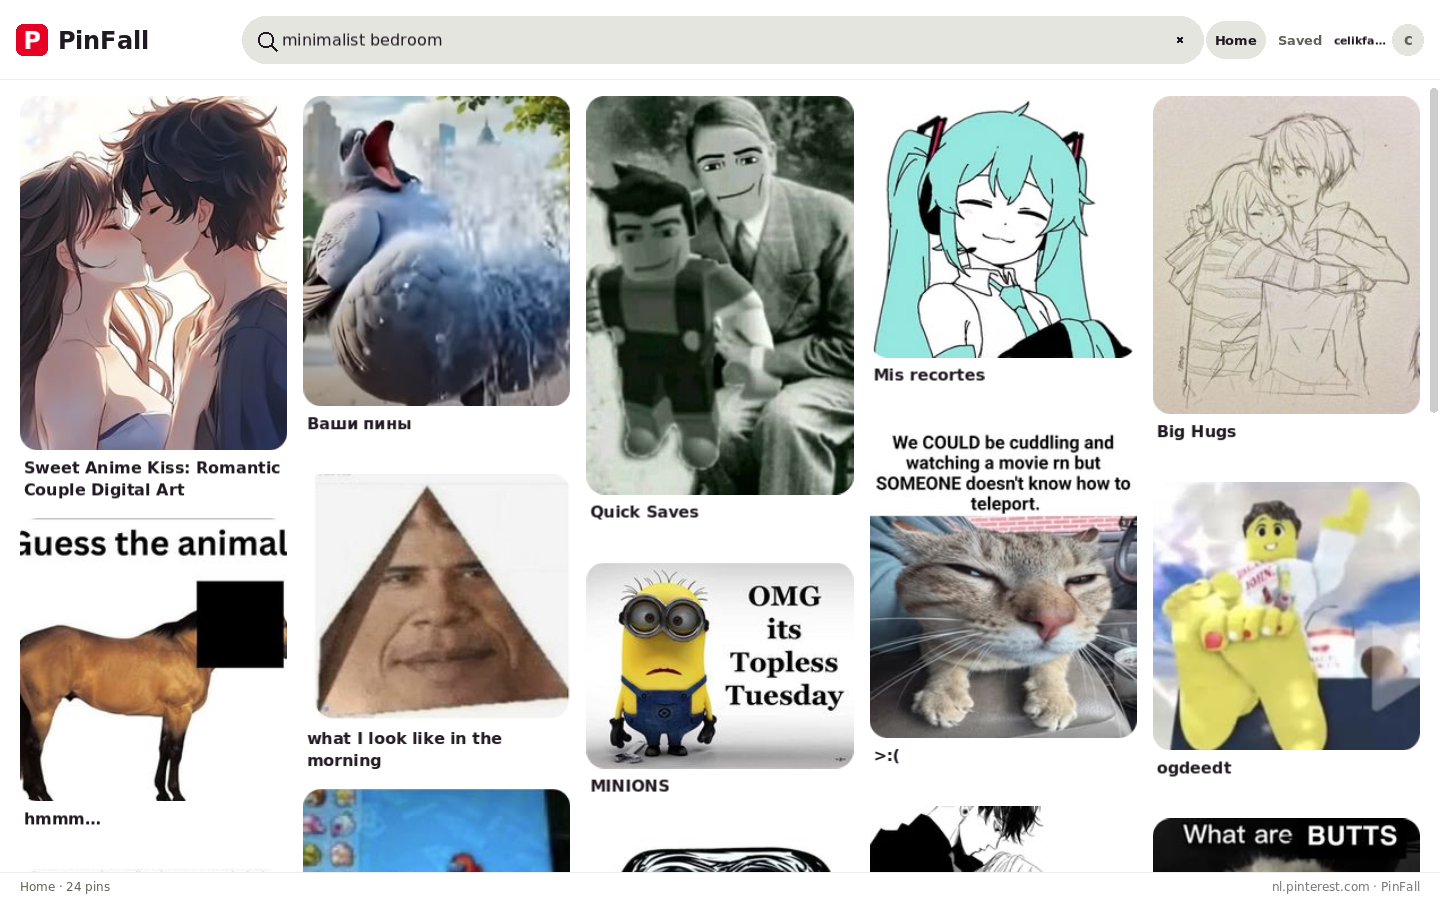 P PinFall
minimalist bedroom
×
Home
Saved
celikfa...
C
Sweet Anime Kiss: Romantic
Couple Digital Art
Guess the animal
hmmm...
Ваши пины
what I look like in the
morning
Quick Saves
OMG
its
Topless
Tuesday
MINIONS
Mis recortes
We COULD be cuddling and
watching a movie rn but
SOMEONE doesn't know how to
teleport.
>:(
Big Hugs
JOHN
ogdeedt
What are BUTTS
Home · 24 pins
nl.pinterest.com · PinFall